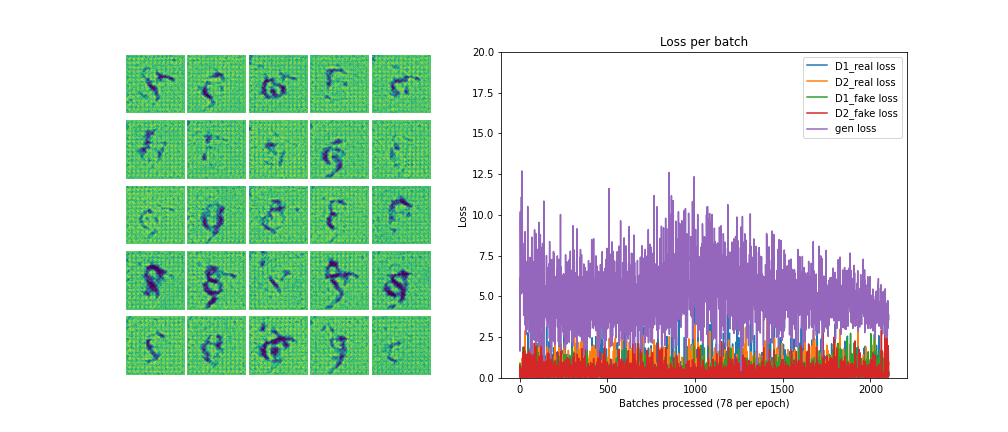 Loss per batch
20.0
17.5
15.0
12.5
10.0
7.5
5.0
2.5
0.0
Loss
D1_real loss
D2_real loss
D1_fake loss
D2_fake loss
gen loss
0
500
1000
1500
2000
Batches processed (78 per epoch)